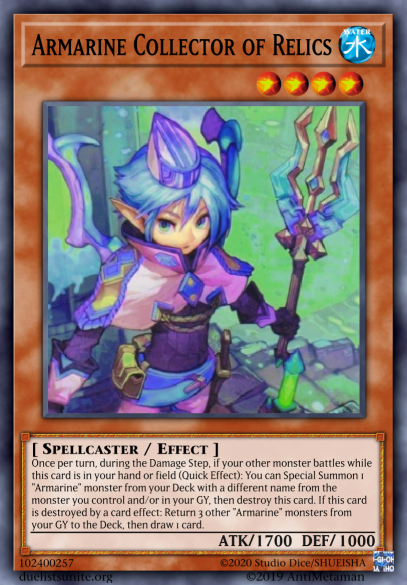 ARMARINE COLLECTOR OF RELICS
WATER
水
[ SPELLCASTER / EFFECT ]
Once per turn, during the Damage Step, if your other monster battles while
this card is in your hand or field (Quick Effect): You can Special Summon 1
"Armarine" monster from your Deck with a different name from the
monster you control and/or in your GY, then destroy this card. If this card
is destroyed by a card effect: Return 3 other "Armarine" monsters from
your GY to the Deck, then draw 1 card.
ATK/1700 DEF/1000
102400257
©2020 Studio Dice/SHUEISHA
duelistsunite.org
©2019 AntiMetaman